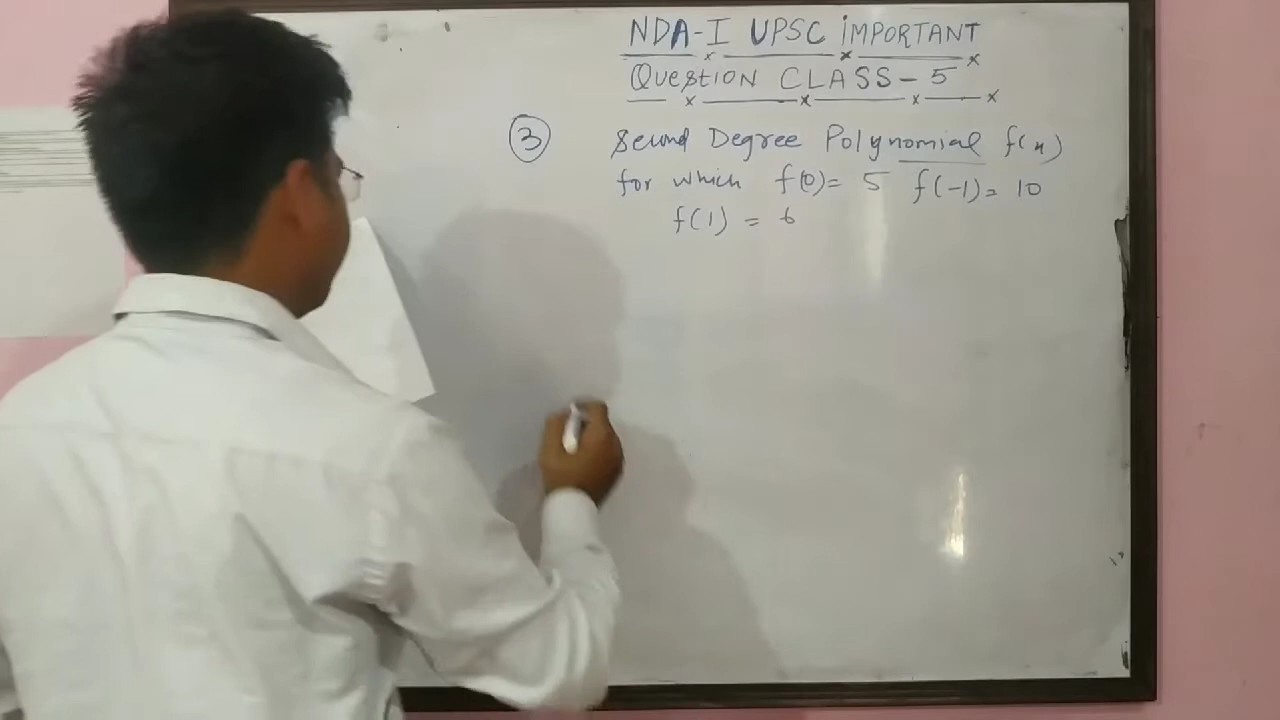 NDA-I UPSC IMPORTANT
QUEstION CLASS-5
③ Second Degree Polynomial f(x)
for which f(0)= 5 f(-1)= 10
f(1) = 6